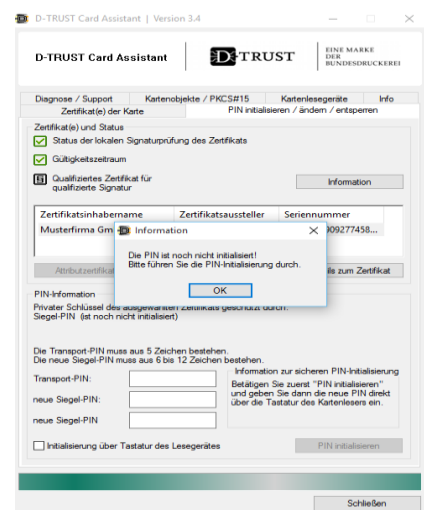 D-TRUST Card Assistant | Version 3.4
D-TRUST Card Assistant
D-TRUST
EINE MARKE
DER
BUNDESDRUCKEREI
Diagnose / Support Kartenobjekte / PKCS#15 Kartenlesegeräte Info
Zertifikat(e) der Karte PIN initialisieren / ändern / entsperren
Zertifikat(e) und Status
Status der lokalen Signaturprüfung des Zertifikats
Gültigkeitszeitraum
Qualifiziertes Zertifikat für
qualifizierte Signatur
Information
Zertifikatsinhabername Zertifikatsaussteller Seriennummer
Musterfirma Gm 909277458...
Information
Die PIN ist noch nicht initialisiert!
Bitte führen Sie die PIN-Initialisierung durch.
OK
Attributzertifikat ils zum Zertifikat
PIN-Information
Privater Schlüssel des ausgewählten Zertifikats geschützt durch:
Siegel-PIN (ist noch nicht initialisiert)
Die Transport-PIN muss aus 5 Zeichen bestehen.
Die neue Siegel-PIN muss aus 6 bis 12 Zeichen bestehen.
Transport-PIN:
neue Siegel-PIN:
neue Siegel-PIN
Information zur sicheren PIN-Initialisierung
Betätigen Sie zuerst "PIN initialisieren"
und geben Sie dann die neue PIN direkt
über die Tastatur des Kartenlesers ein.
Initialisierung über Tastatur des Lesegerätes
PIN initialisieren
Schließen